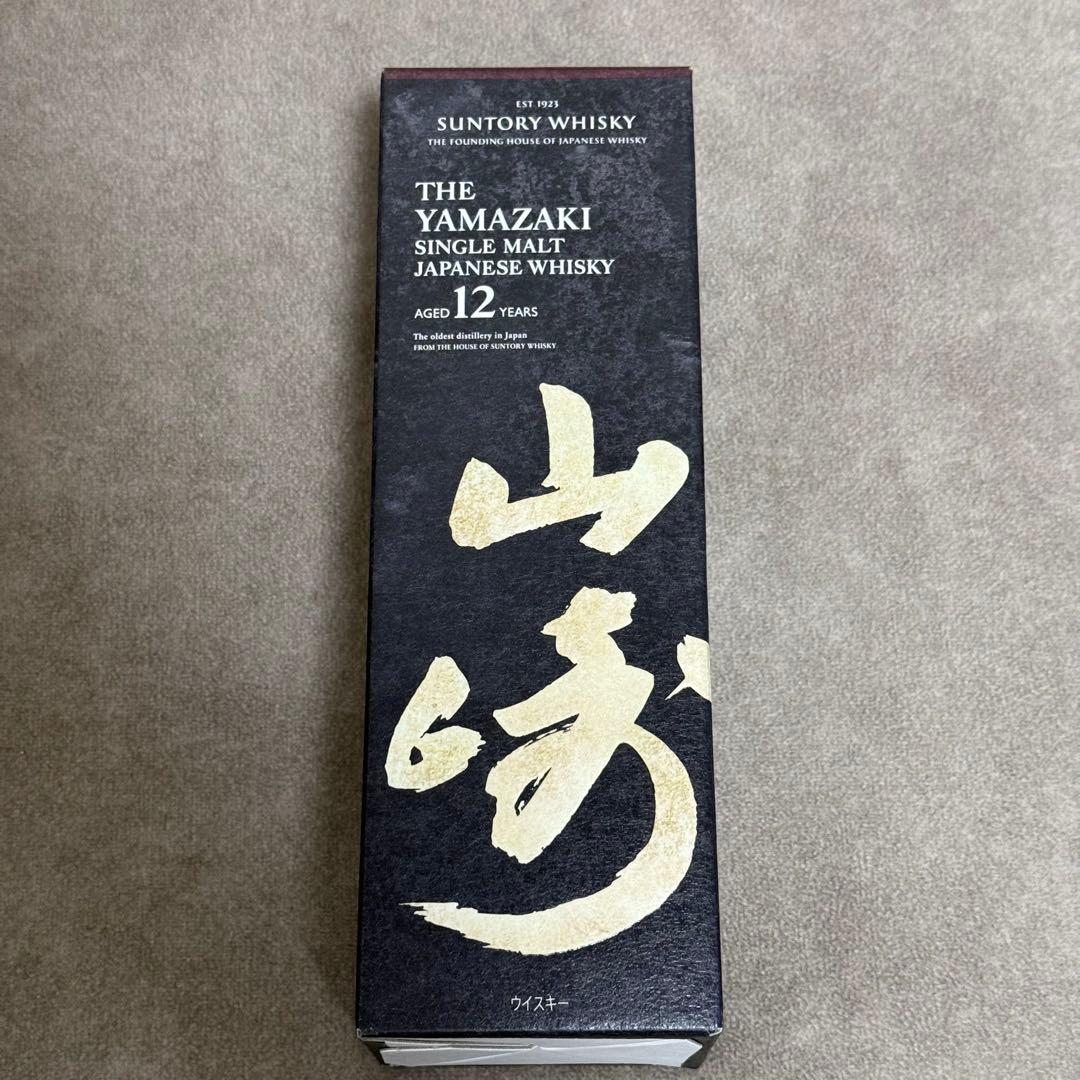 EST 1923
SUNTORY WHISKY
THE FOUNDING HOUSE OF JAPANESE WHISKY
THE
YAMAZAKI
SINGLE MALT
JAPANESE WHISKY
AGED 12 YEARS
The oldest distillery in Japan
FROM THE HOUSE OF SUNTORY WHISKY
山
崎
ウイスキー